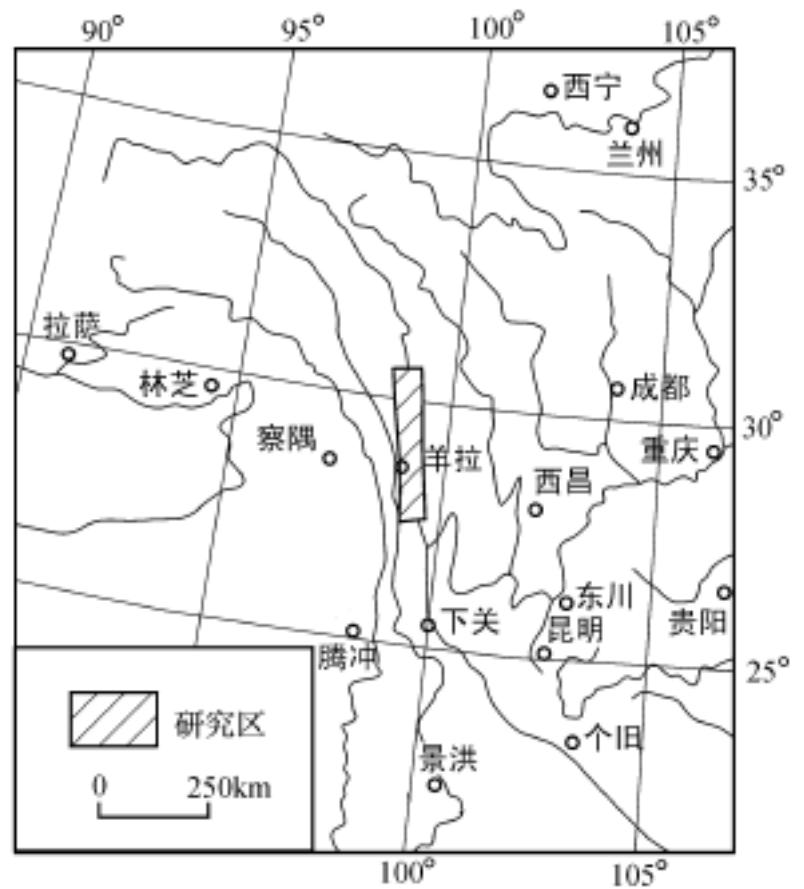 90°
95°
100°
105°
西宁
兰州
35°
拉萨
林芝
成都
察隅
羊拉
30°
重庆
西昌
东川
下关
昆明
贵阳
腾冲
25°
研究区
个旧
景洪
0
250km
100°
105°